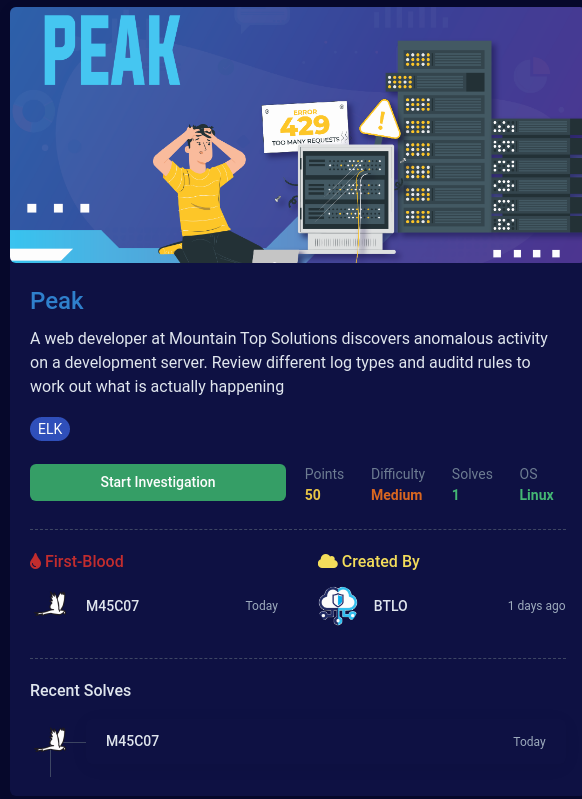 PEAK
ERROR
429
TOO MANY REQUESTS
Peak
A web developer at Mountain Top Solutions discovers anomalous activity
on a development server. Review different log types and auditd rules to
work out what is actually happening
ELK
Start Investigation
Points Difficulty Solves OS
50 Medium 1 Linux
First-Blood Created By
M45C07 Today BTLO 1 days ago
Recent Solves
M45C07 Today